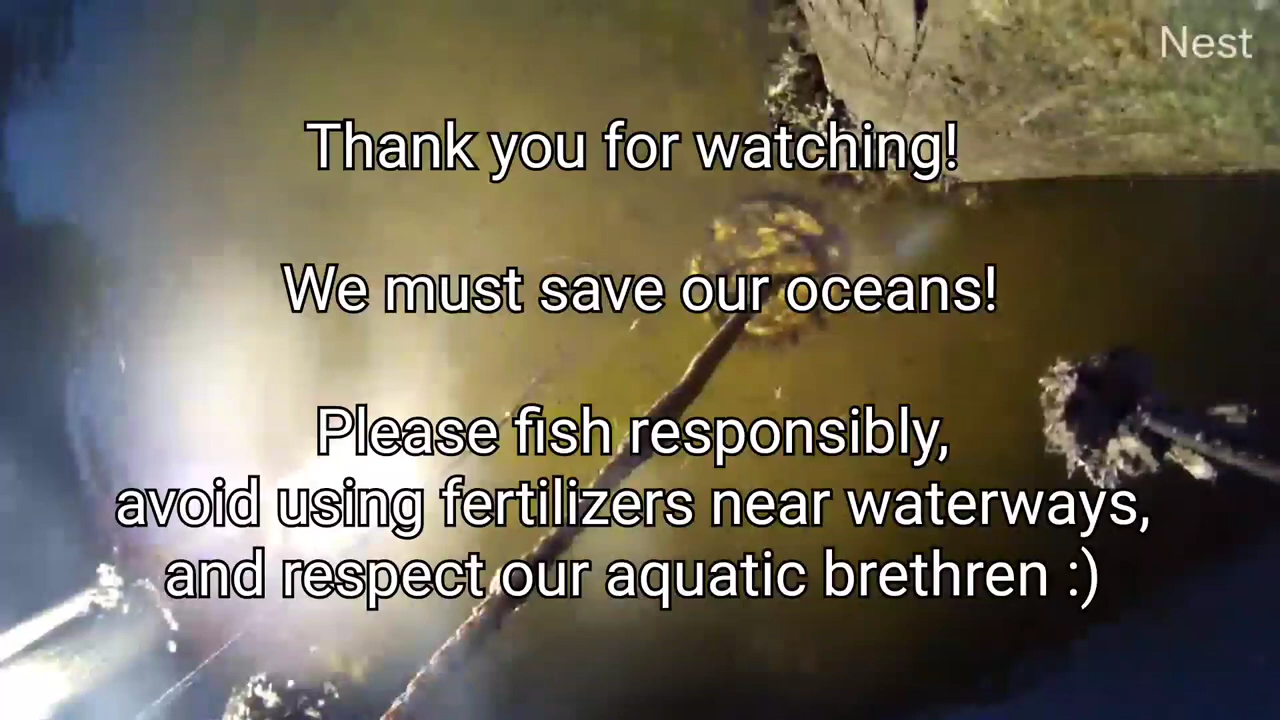 Nest
Thank you for watching!
We must save our oceans!
Please fish responsibly,
avoid using fertilizers near waterways,
and respect our aquatic brethren :)